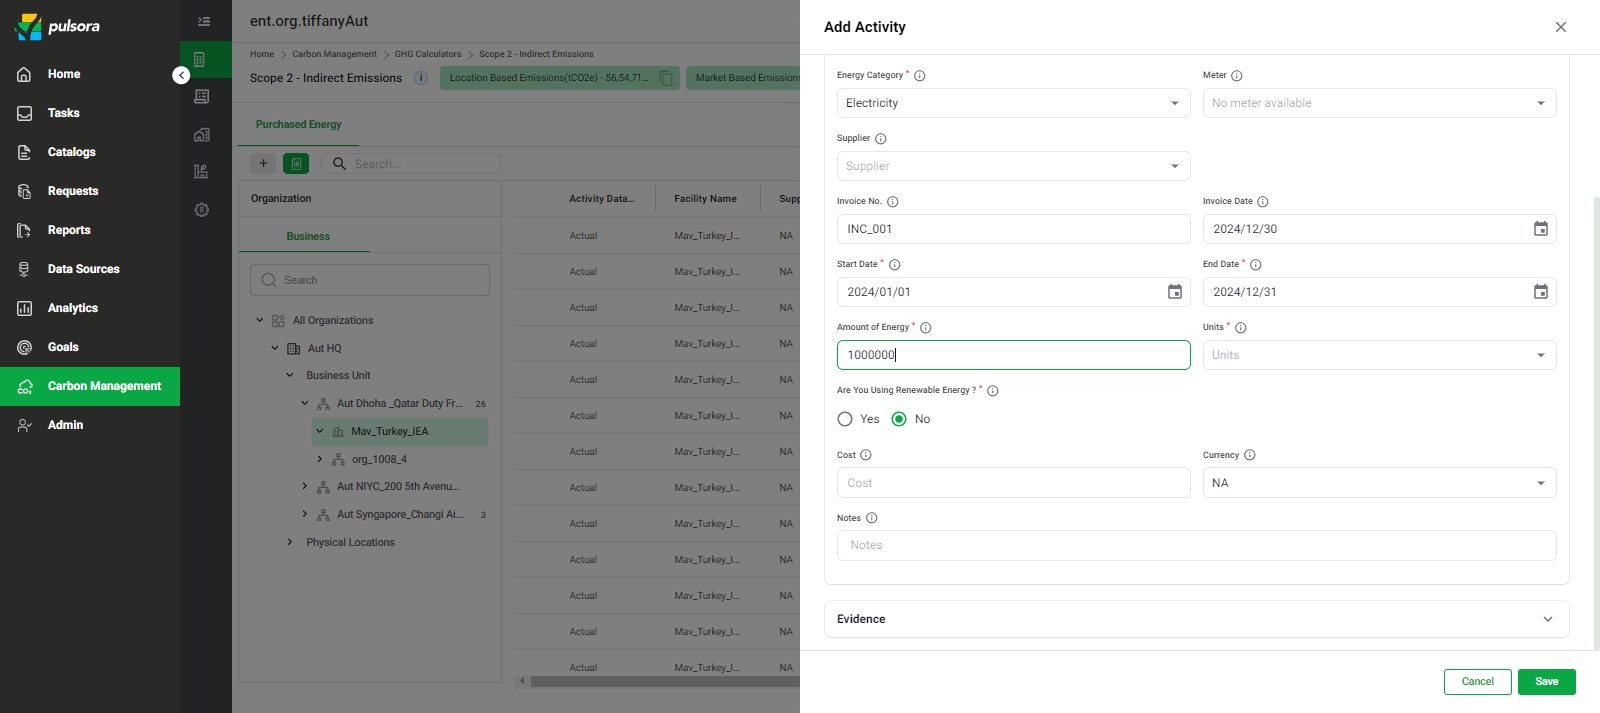 pulsora
Home
Tasks
Catalogs
Requests
Reports
Data Sources
Analytics
Goals
Carbon Management
Admin
ent.org.tiffanyAut
Home > Carbon Management > GHG Calculators > Scope 2 - Indirect Emissions
Scope 2 - Indirect Emissions
Location Based Emissions(tCO2e) - 56,54,71...
Market Based Emissions
Purchased Energy
+
Search...
Organization
Business
Search
All Organizations
Aut HQ
Business Unit
Aut Dhoha _Qatar Duty Fr... 26
Mav_Turkey_IEA
org_1008_4
Aut NIYC_200 5th Avenu...
Aut Syngapore_Changi Ai... 3
Physical Locations
Activity Data... Facility Name Supp
Actual Mav_Turkey_I... NA
Actual Mav_Turkey_I... NA
Actual Mav_Turkey_I... NA
Actual Mav_Turkey_I... NA
Actual Mav_Turkey_I... NA
Actual Mav_Turkey_I... NA
Actual Mav_Turkey_I... NA
Actual Mav_Turkey_I... NA
Actual Mav_Turkey_I... NA
Actual Mav_Turkey_I... NA
Actual Mav_Turkey_I... NA
Actual Mav_Turkey_I... NA
Actual Mav_Turkey_I... NA
Add Activity
Energy Category *
Meter
Electricity
No meter available
Supplier
Supplier
Invoice No.
Invoice Date
INC_001
2024/12/30
Start Date *
End Date *
2024/01/01
2024/12/31
Amount of Energy *
Units *
1000000
Units
Are You Using Renewable Energy ? *
Yes
No
Cost
Currency
Cost
NA
Notes
Notes
Evidence
Cancel
Save